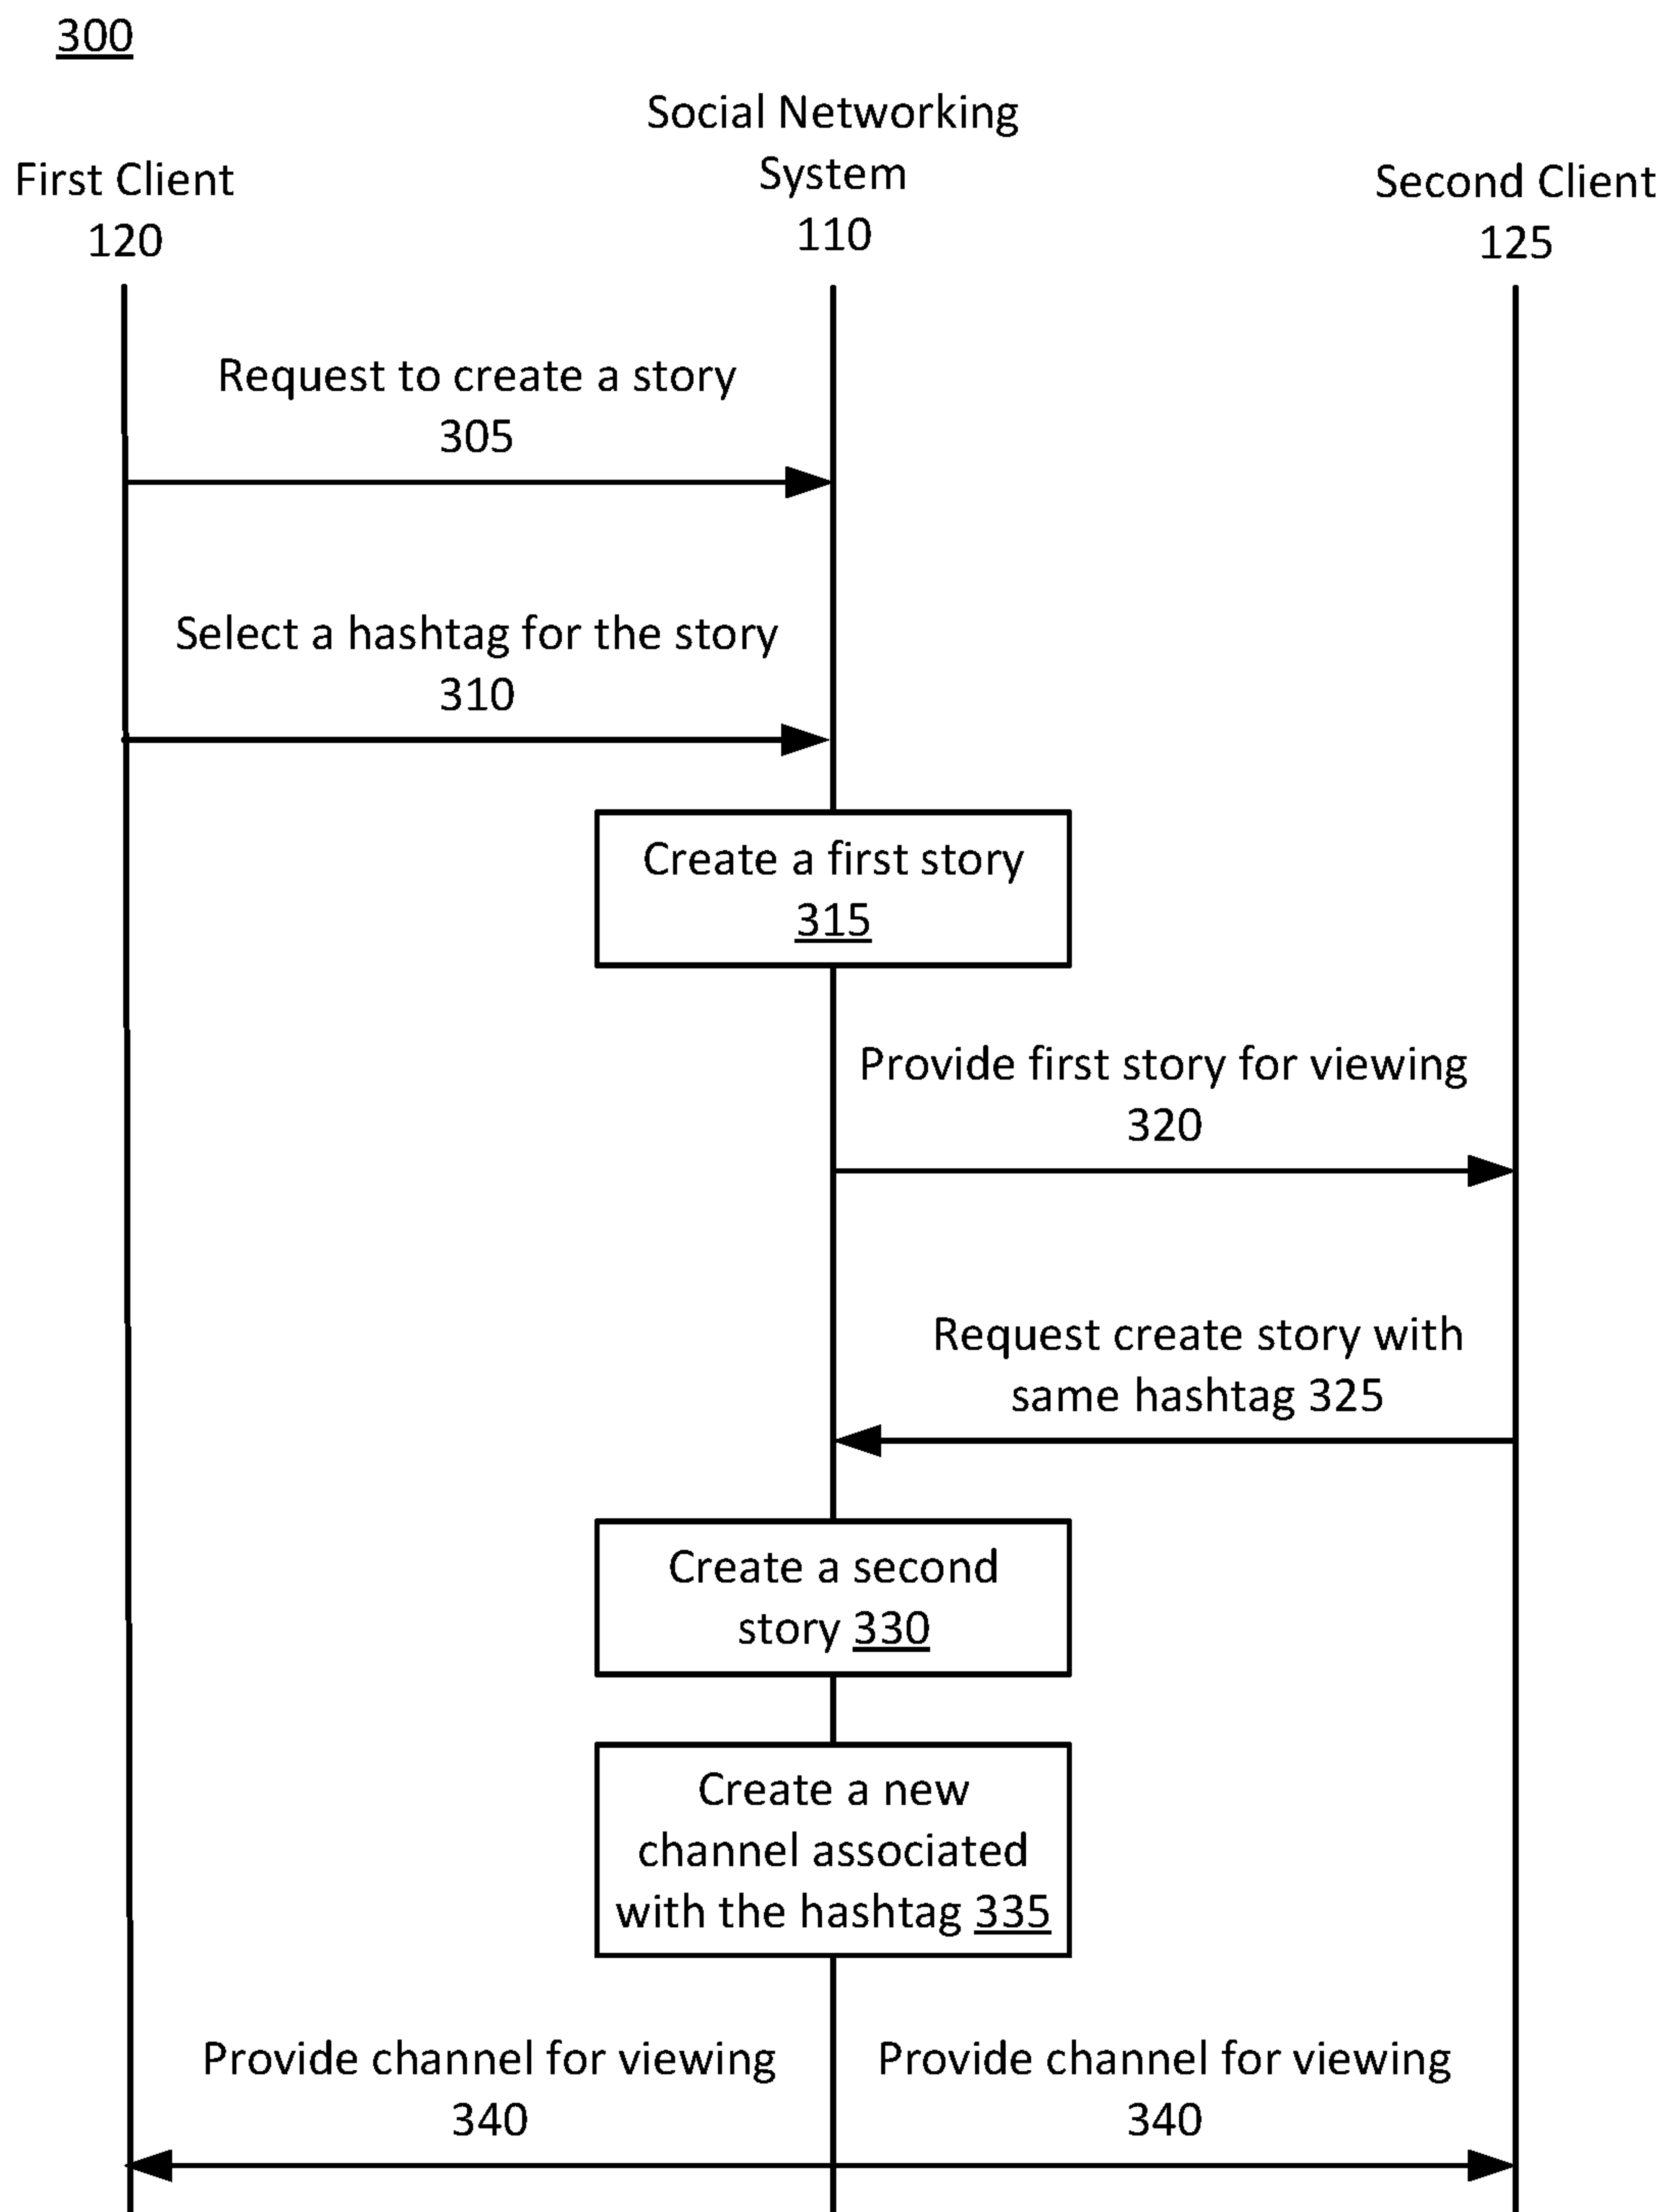 300
Social Networking
System
110
First Client
120
Second Client
125
Request to create a story
305
Select a hashtag for the story
310
Create a first story
315
Provide first story for viewing
320
Request create story with
same hashtag 325
Create a second
story 330
Create a new
channel associated
with the hashtag 335
Provide channel for viewing
340
Provide channel for viewing
340